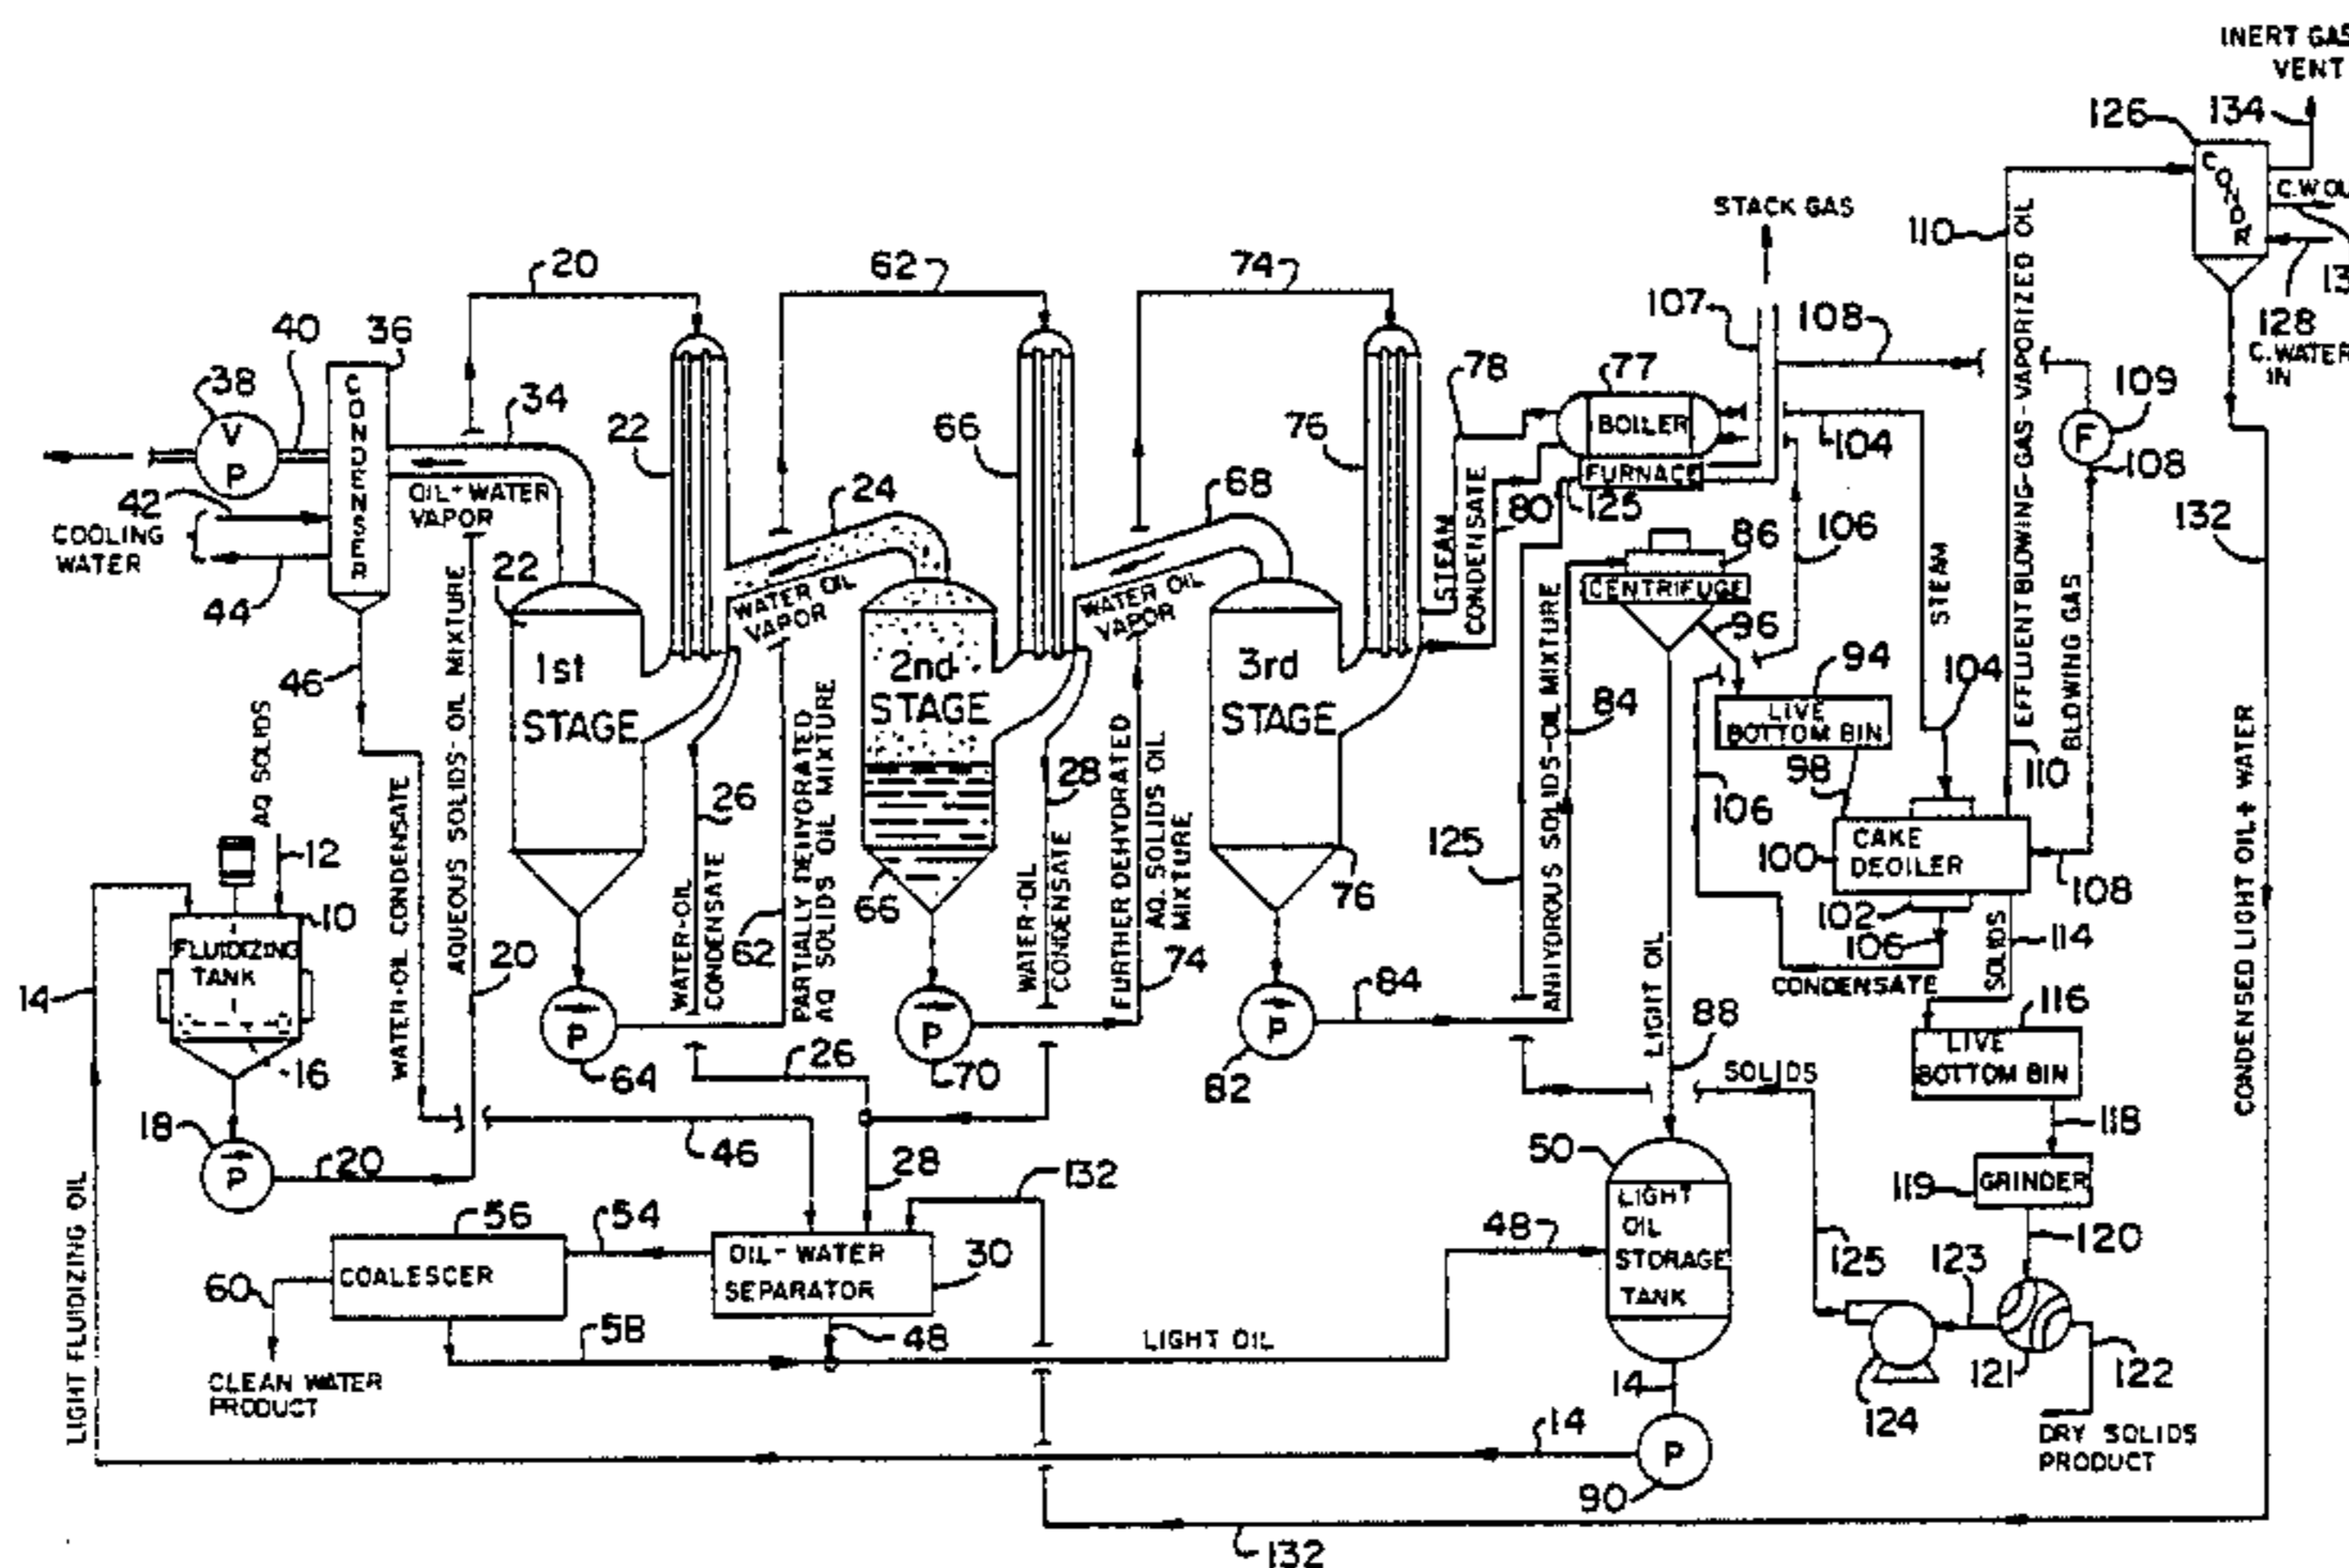 INERT GAS
VENT
126
134
C.W.OU
CONDR
110
128
C.WATER
IN
13
STACK GAS
20
62
74
107
108
40
36
38
V
P
CONDENSER
34
OIL+WATER
VAPOR
42
COOLING
WATER
44
46
22
66
76
78
77
BOILER
FURNACE
104
109
F
108
24
68
80
125
STEAM
CONDENSATE
106
86
CENTRIFUGE
96
22
WATER OIL
VAPOR
WATER OIL
VAPOR
1st
STAGE
2nd
STAGE
3rd
STAGE
STEAM
EFFLUENT BLOWING-GAS-VAPORIZED OIL
BLOWING GAS
132
94
LIVE
BOTTOM BIN
104
98
106
110
84
AQ SOLIDS
12
10
FLUIDIZING
TANK
14
16
18
P
20
20
WATER-OIL CONDENSATE
AQUEOUS SOLIDS-OIL MIXTURE
26
WATER-OIL
CONDENSATE
62
PARTIALLY DEHYDRATED
AQ SOLIDS OIL MIXTURE
66
28
WATER-OIL
CONDENSATE
FURTHER DEHYDRATED
AQ. SOLIDS OIL
MIXTURE
74
76
125
ANHYDROUS SOLIDS-OIL MIXTURE
CAKE
DEOILER
100
102
108
106
CONDENSATE
SOLIDS
114
P
64
P
70
P
82
84
26
LIGHT OIL
88
SOLIDS
116
LIVE
BOTTOM BIN
118
CONDENSED LIGHT OIL + WATER
46
28
132
50
LIGHT
OIL
STORAGE
TANK
119
GRINDER
120
LIGHT FLUIDIZING OIL
56
54
COALESCER
60
OIL-WATER
SEPARATOR
30
48
125
123
58
48
LIGHT OIL
CLEAN WATER
PRODUCT
14
124
121
122
DRY SOLIDS
PRODUCT
14
P
90
132